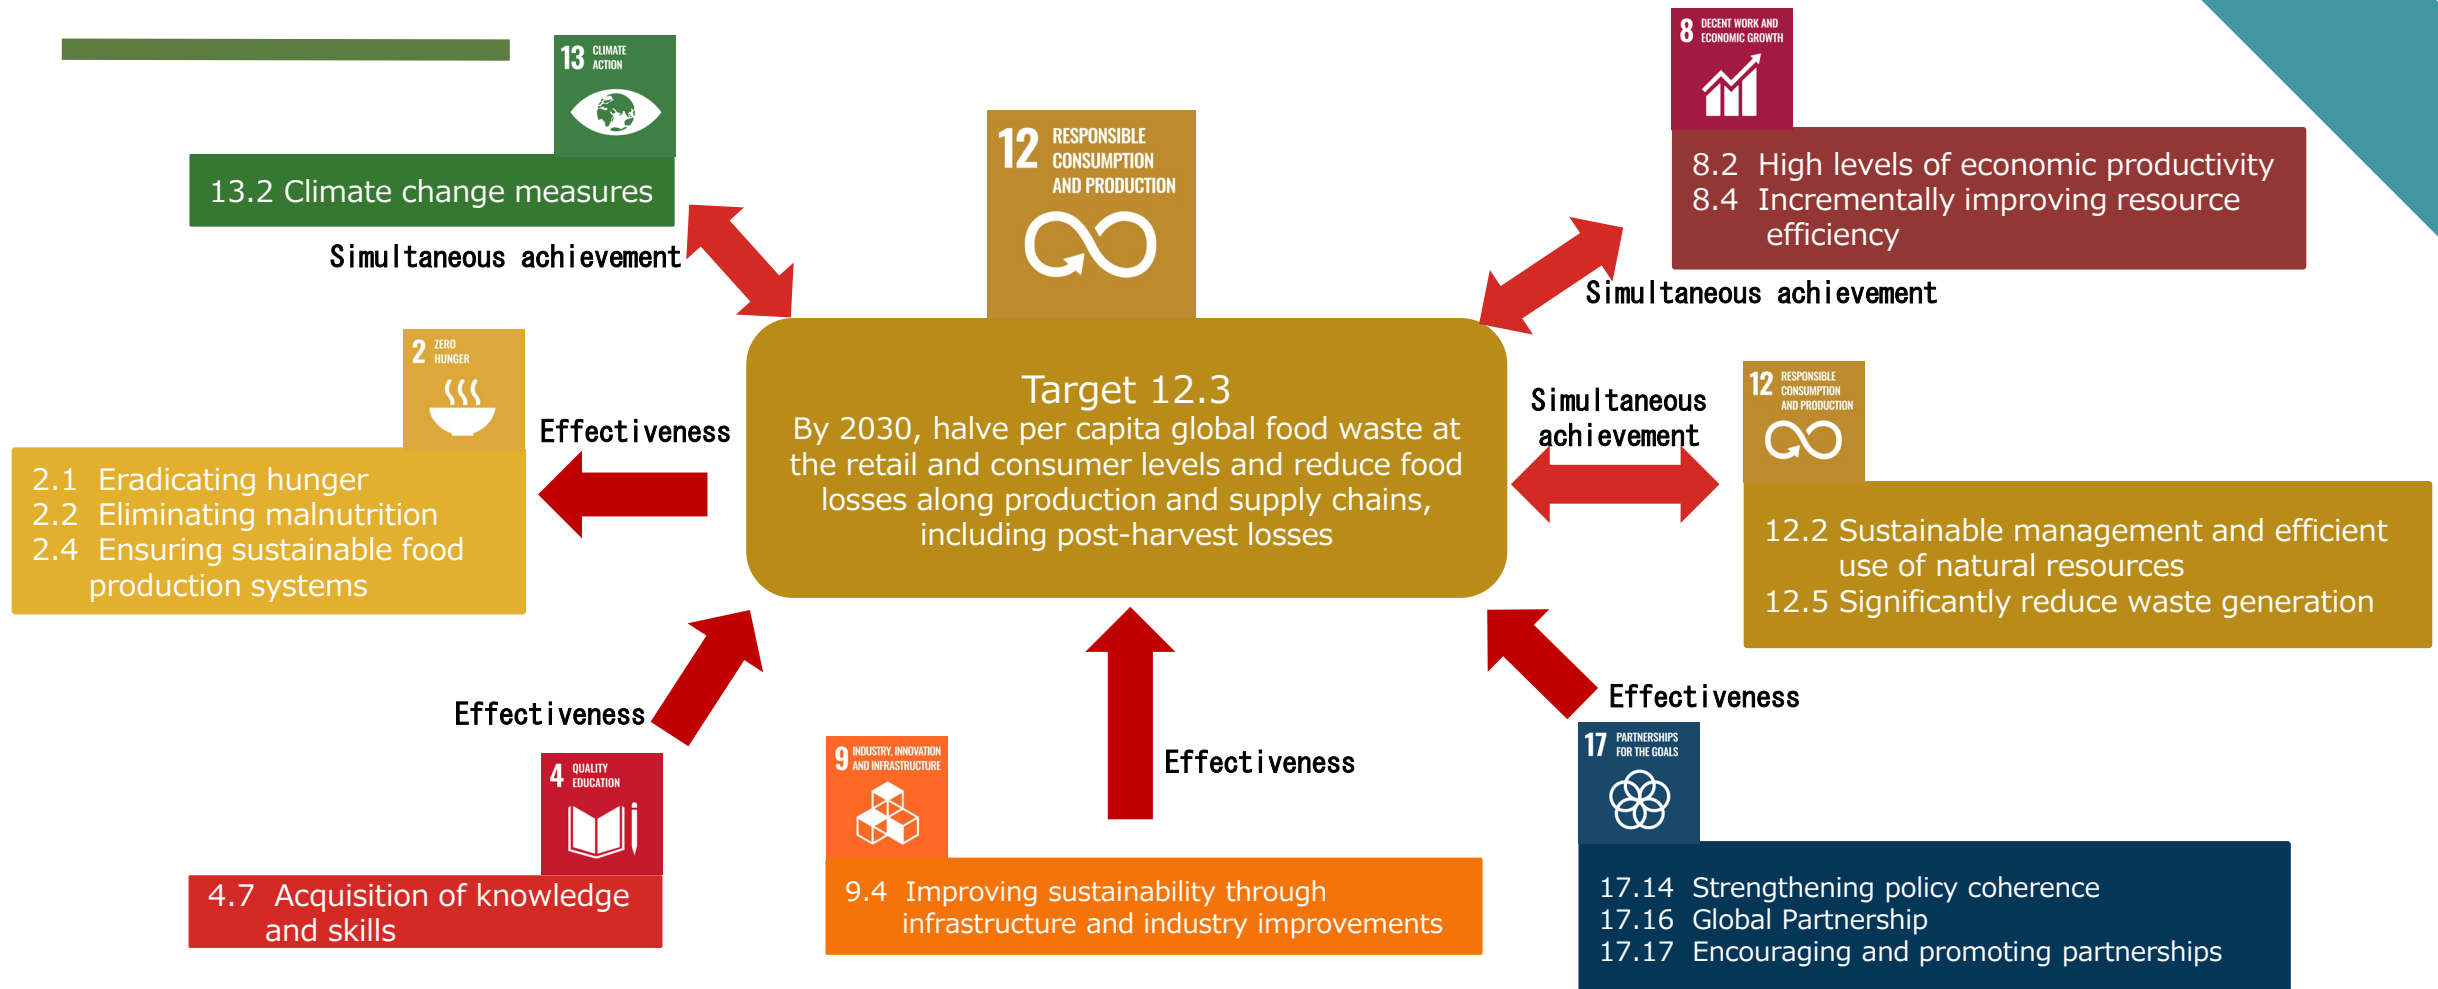 13 CLIMATE
ACTION
13.2 Climate change measures
Simultaneous achievement
12 RESPONSIBLE
CONSUMPTION
AND PRODUCTION
8 DECENT WORK AND
ECONOMIC GROWTH
8.2 High levels of economic productivity
8.4 Incrementally improving resource
efficiency
Simultaneous achievement
2 ZERO
HUNGER
2.1 Eradicating hunger
2.2 Eliminating malnutrition
2.4 Ensuring sustainable food
production systems
Effectiveness
Target 12.3
By 2030, halve per capita global food waste at
the retail and consumer levels and reduce food
losses along production and supply chains,
including post-harvest losses
Simultaneous
achievement
12 RESPONSIBLE
CONSUMPTION
AND PRODUCTION
12.2 Sustainable management and efficient
use of natural resources
12.5 Significantly reduce waste generation
Effectiveness
4 QUALITY
EDUCATION
4.7 Acquisition of knowledge
and skills
9 INDUSTRY, INNOVATION
AND INFRASTRUCTURE
Effectiveness
9.4 Improving sustainability through
infrastructure and industry improvements
Effectiveness
17 PARTNERSHIPS
FOR THE GOALS
17.14 Strengthening policy coherence
17.16 Global Partnership
17.17 Encouraging and promoting partnerships